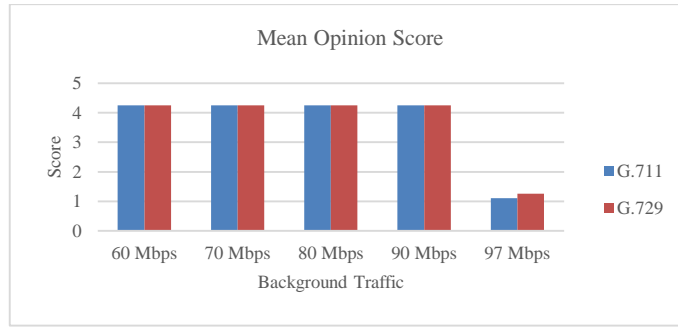 Mean Opinion Score
5
4
3
2
1
0
Score
60 Mbps 70 Mbps 80 Mbps 90 Mbps 97 Mbps
Background Traffic
G.711
G.729